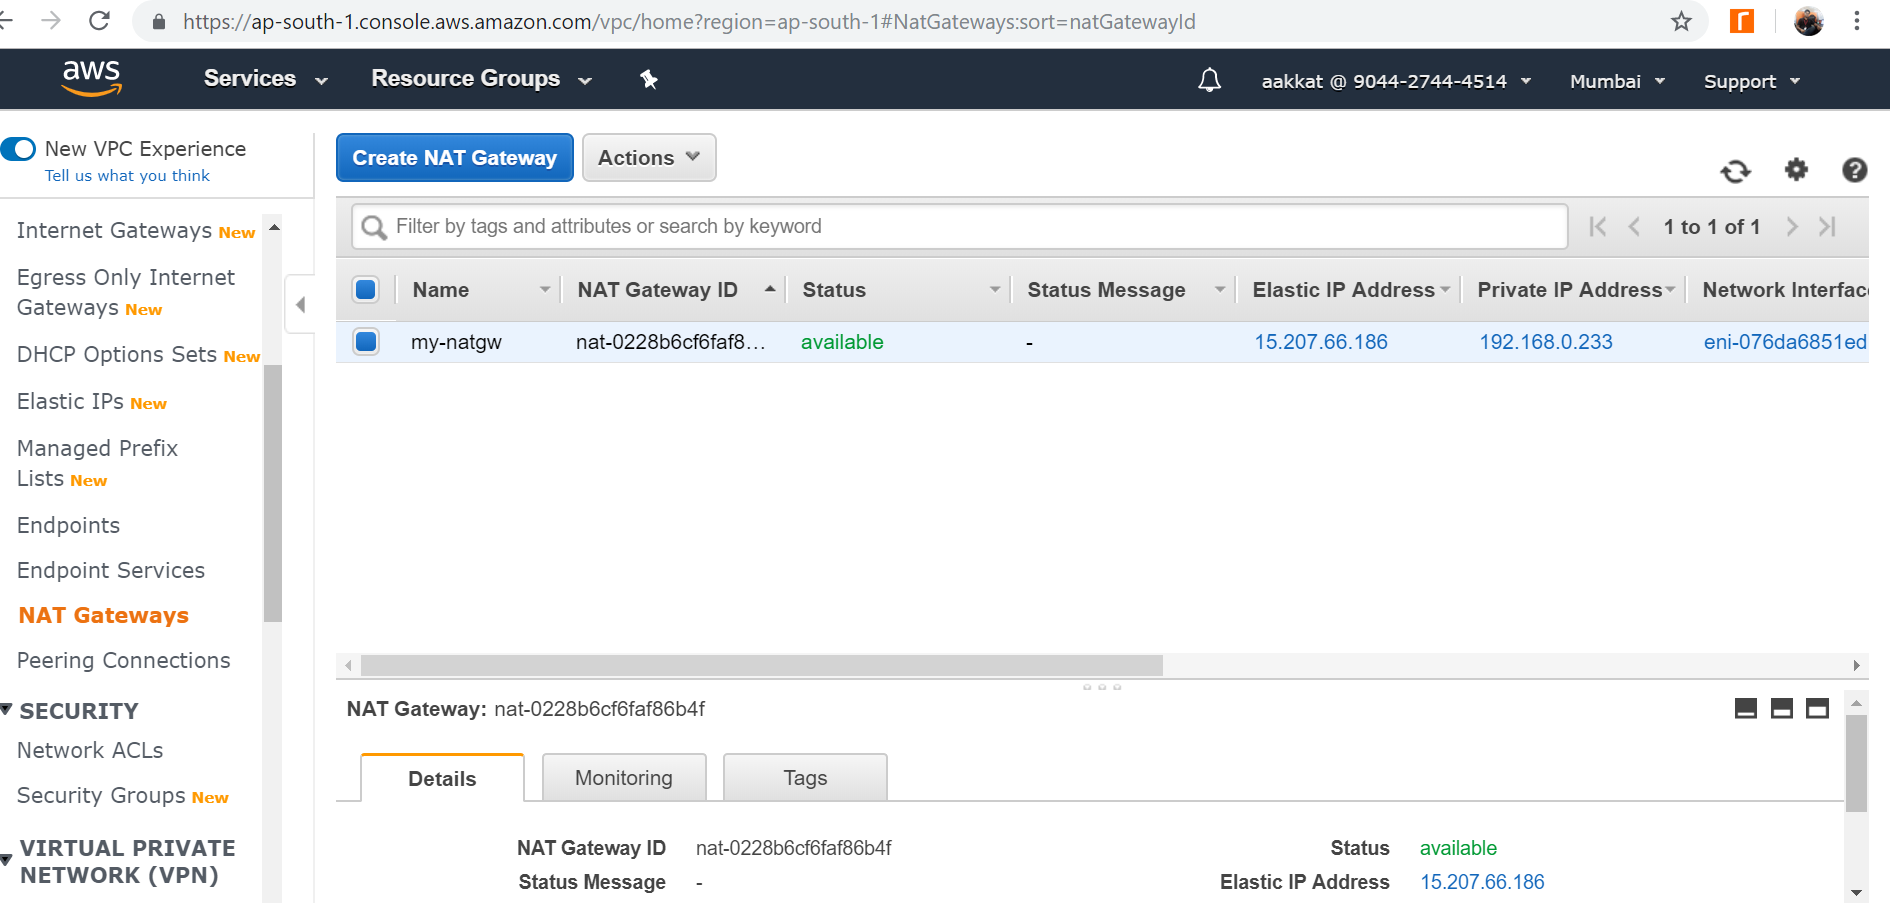 https://ap-south-1.console.aws.amazon.com/vpc/home?region=ap-south-1#NatGateways:sort=natGatewayId
aws Services Resource Groups aakkat @ 9044-2744-4514 Mumbai Support
New VPC Experience
Tell us what you think
Internet Gateways New
Egress Only Internet
Gateways New
DHCP Options Sets New
Elastic IPs New
Managed Prefix
Lists New
Endpoints
Endpoint Services
NAT Gateways
Peering Connections
SECURITY
Network ACLs
Security Groups New
VIRTUAL PRIVATE
NETWORK (VPN)
Create NAT Gateway Actions
Filter by tags and attributes or search by keyword 1 to 1 of 1
Name NAT Gateway ID Status Status Message Elastic IP Address Private IP Address Network Interfac
my-natgw nat-0228b6cf6faf8... available - 15.207.66.186 192.168.0.233 eni-076da6851ed
NAT Gateway: nat-0228b6cf6faf86b4f
Details Monitoring Tags
NAT Gateway ID nat-0228b6cf6faf86b4f Status available
Status Message - Elastic IP Address 15.207.66.186